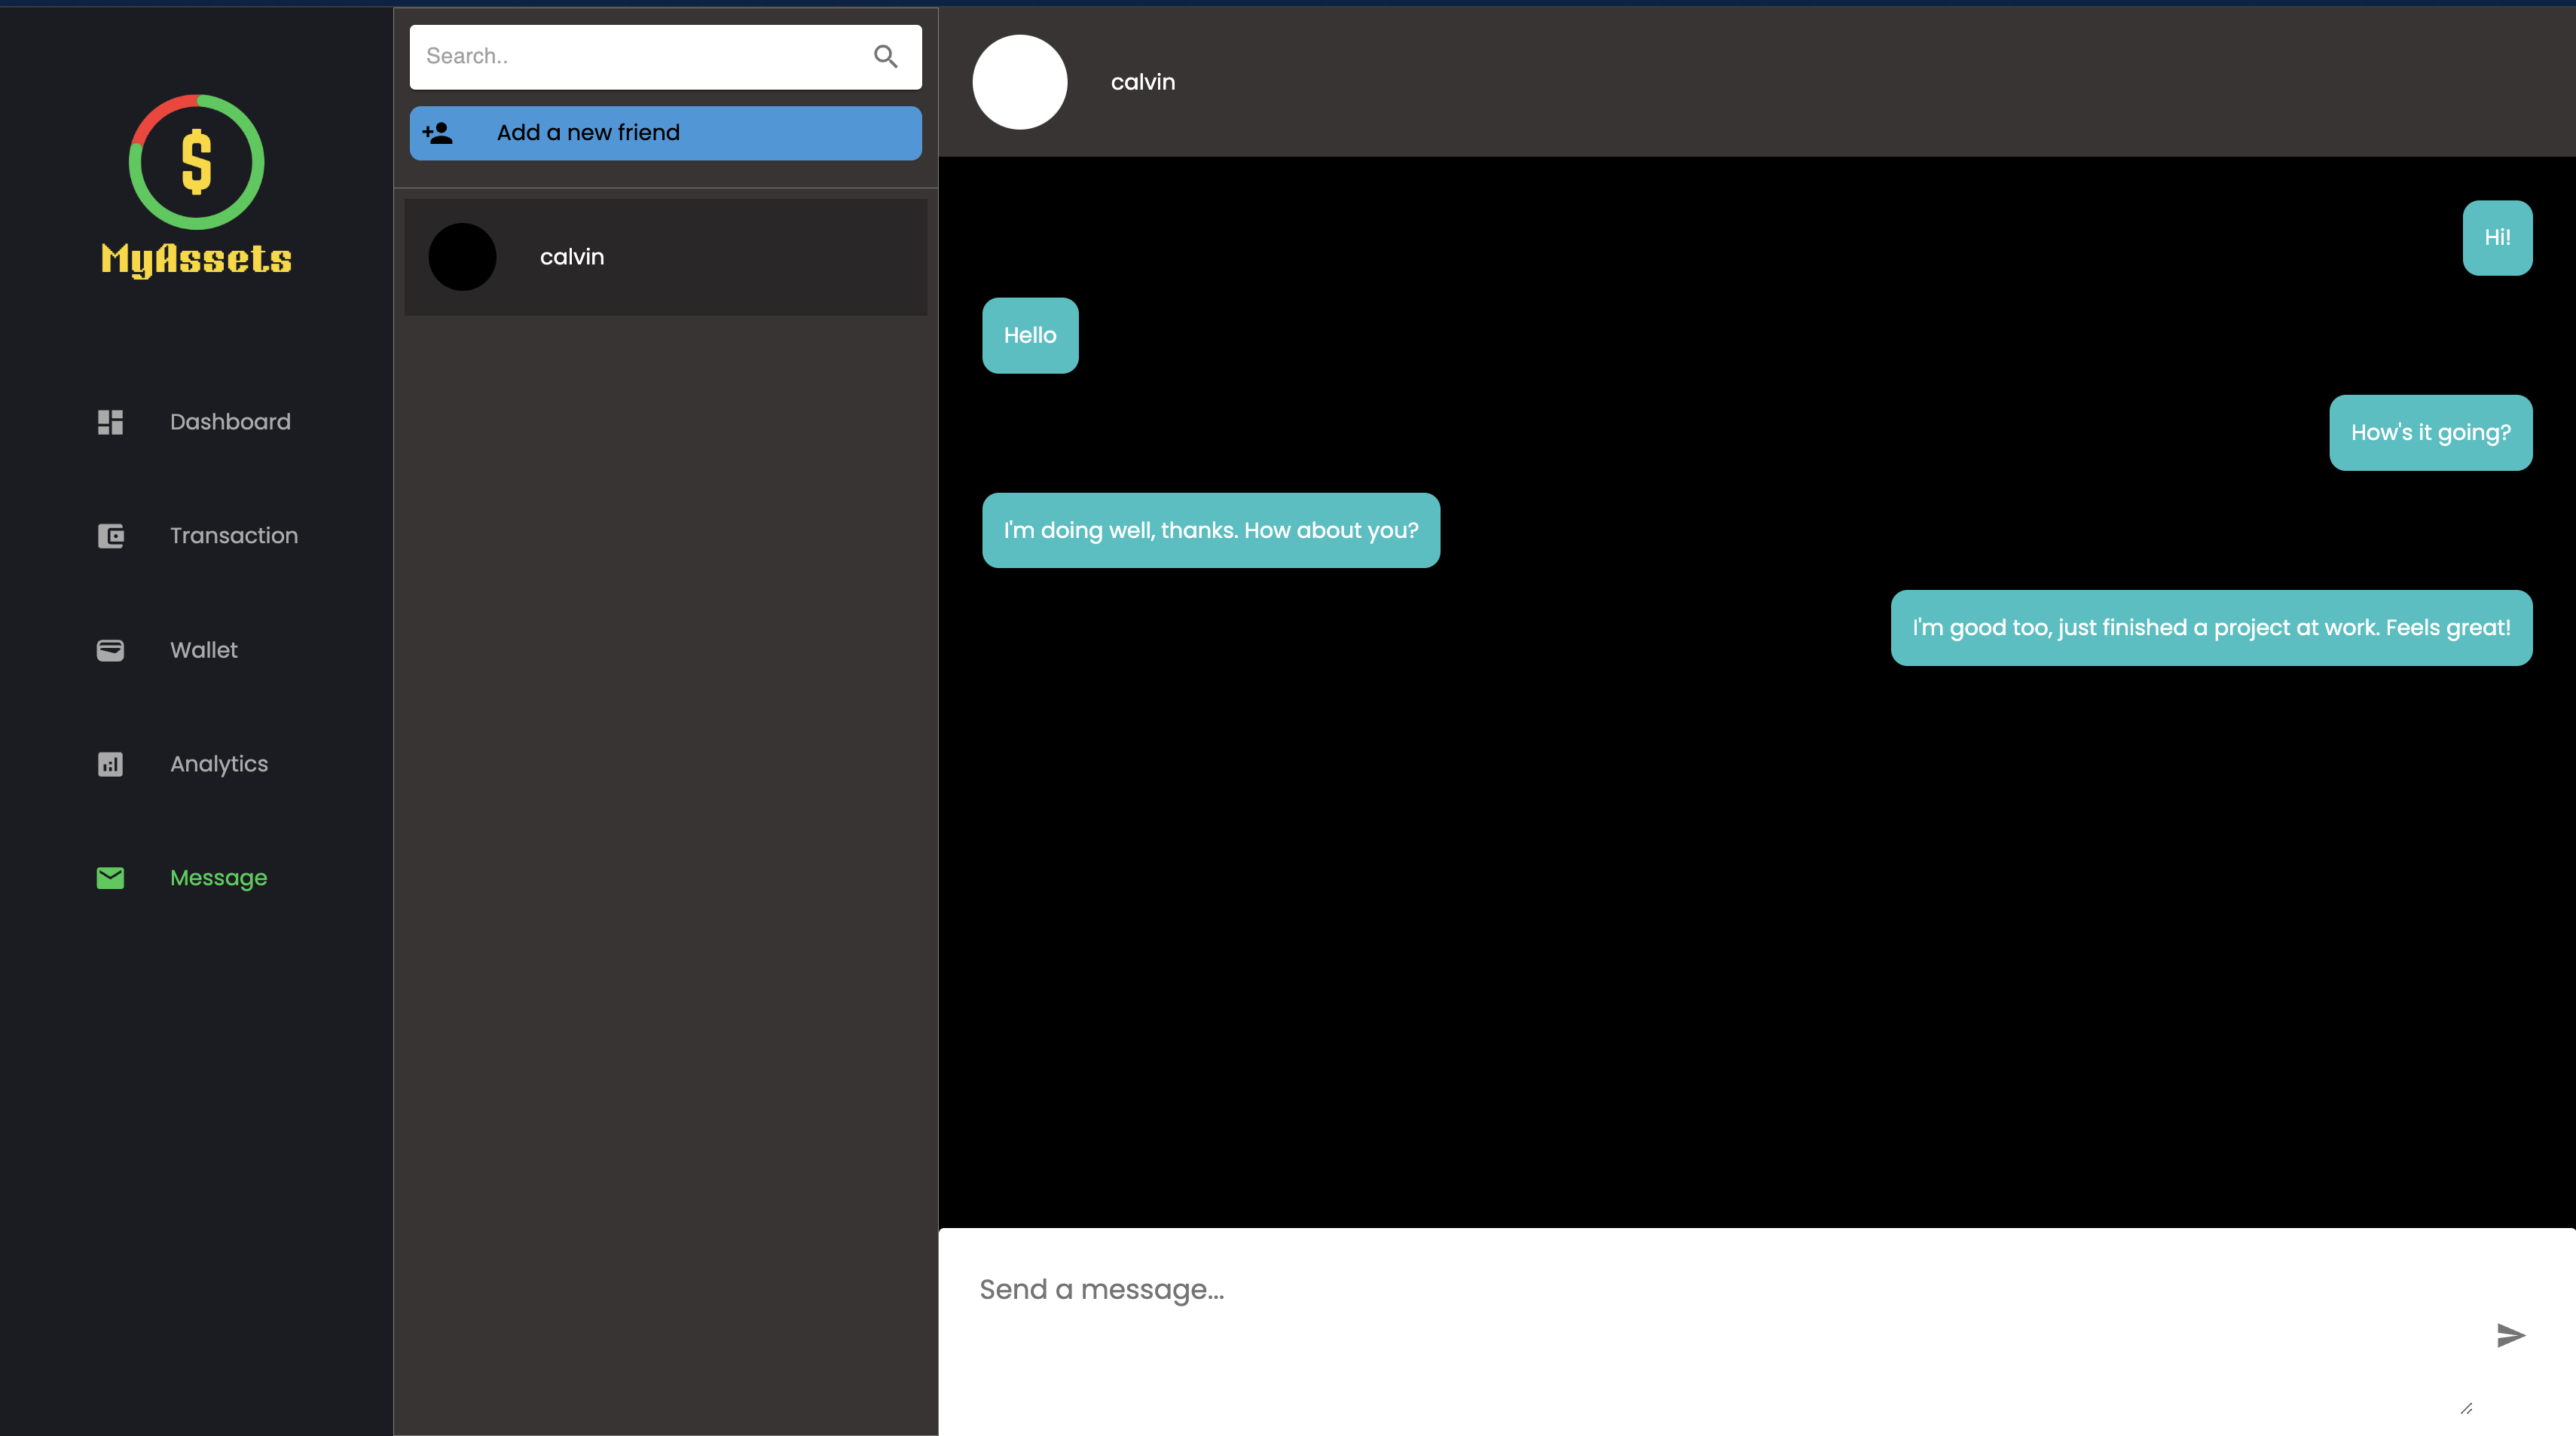 $
MyAssets
Dashboard
Transaction
Wallet
Analytics
Message
Search..
Add a new friend
calvin
calvin
Hi!
Hello
How's it going?
I'm doing well, thanks. How about you?
I'm good too, just finished a project at work. Feels great!
Send a message...